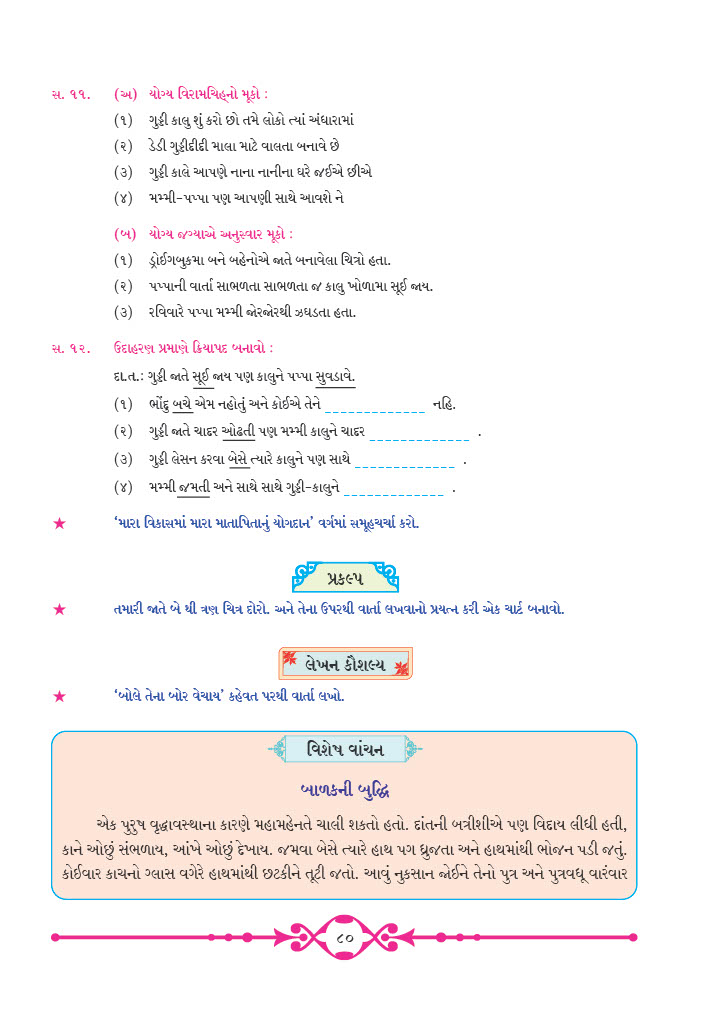 સ. ૧૧. (અ) યોગ્ય વિરામચિહ્નો મૂકો :
(૧) ગુડ્ડી કાલુ શું કરો છો તમે લોકો ત્યાં અંધારામાં
(૨) ડેડી ગુડ્ડીદીદી માલા માટે વાલતા બનાવે છે
(૩) ગુડ્ડી કાલે આપણે નાના નાનીના ઘરે જઈએ છીએ
(૪) મમ્મી-પપ્પા પણ આપણી સાથે આવશે ને
(બ) યોગ્ય જગ્યાએ અનુસ્વાર મૂકો :
(૧) ડ્રોઈગબુકમા બને બહેનોએ જાતે બનાવેલા ચિત્રો હતા.
(૨) પપ્પાની વાર્તા સાભળતા સાભળતા જ કાલુ ખોળામા સૂઈ જાય.
(૩) રવિવારે પપ્પા મમ્મી જોરજોરથી ઝઘડતા હતા.
સ. ૧૨. ઉદાહરણ પ્રમાણે ક્રિયાપદ બનાવો :
દા.ત.: ગુડ્ડી જાતે સૂઈ જાય પણ કાલુને પપ્પા સુવડાવે.
(૧) ભોંદુ બચે એમ નહોતું અને કોઈએ તેને _ _ _ _ _ _ _ _ _ _ _ _ _ નહિ.
(૨) ગુડ્ડી જાતે ચાદર ઓઢતી પણ મમ્મી કાલુને ચાદર _ _ _ _ _ _ _ _ _ _ _ _ _ .
(૩) ગુડ્ડી લેસન કરવા બેસે ત્યારે કાલુને પણ સાથે _ _ _ _ _ _ _ _ _ _ _ _ _ .
(૪) મમ્મી જમતી અને સાથે સાથે ગુડ્ડી-કાલુને _ _ _ _ _ _ _ _ _ _ _ _ _ .
★ ‘મારા વિકાસમાં મારા માતાપિતાનું યોગદાન’ વર્ગમાં સમૂહચર્ચા કરો.
પ્રકલ્પ
★ તમારી જાતે બે થી ત્રણ ચિત્ર દોરો. અને તેના ઉપરથી વાર્તા લખવાનો પ્રયત્ન કરી એક ચાર્ટ બનાવો.
લેખન કૌશલ્ય
★ ‘બોલે તેના બોર વેચાય’ કહેવત પરથી વાર્તા લખો.
વિશેષ વાંચન
બાળકની બુદ્ધિ
એક પુરુષ વૃદ્ધાવસ્થાના કારણે મહામહેનતે ચાલી શકતો હતો. દાંતની બત્રીશીએ પણ વિદાય લીધી હતી,
કાને ઓછું સંભળાય, આંખે ઓછું દેખાય. જમવા બેસે ત્યારે હાથ પગ ધ્રુજતા અને હાથમાંથી ભોજન પડી જતું.
કોઈવાર કાચનો ગ્લાસ વગેરે હાથમાંથી છટકીને તૂટી જતો. આવું નુકસાન જોઈને તેનો પુત્ર અને પુત્રવધૂ વારંવાર
૮૦